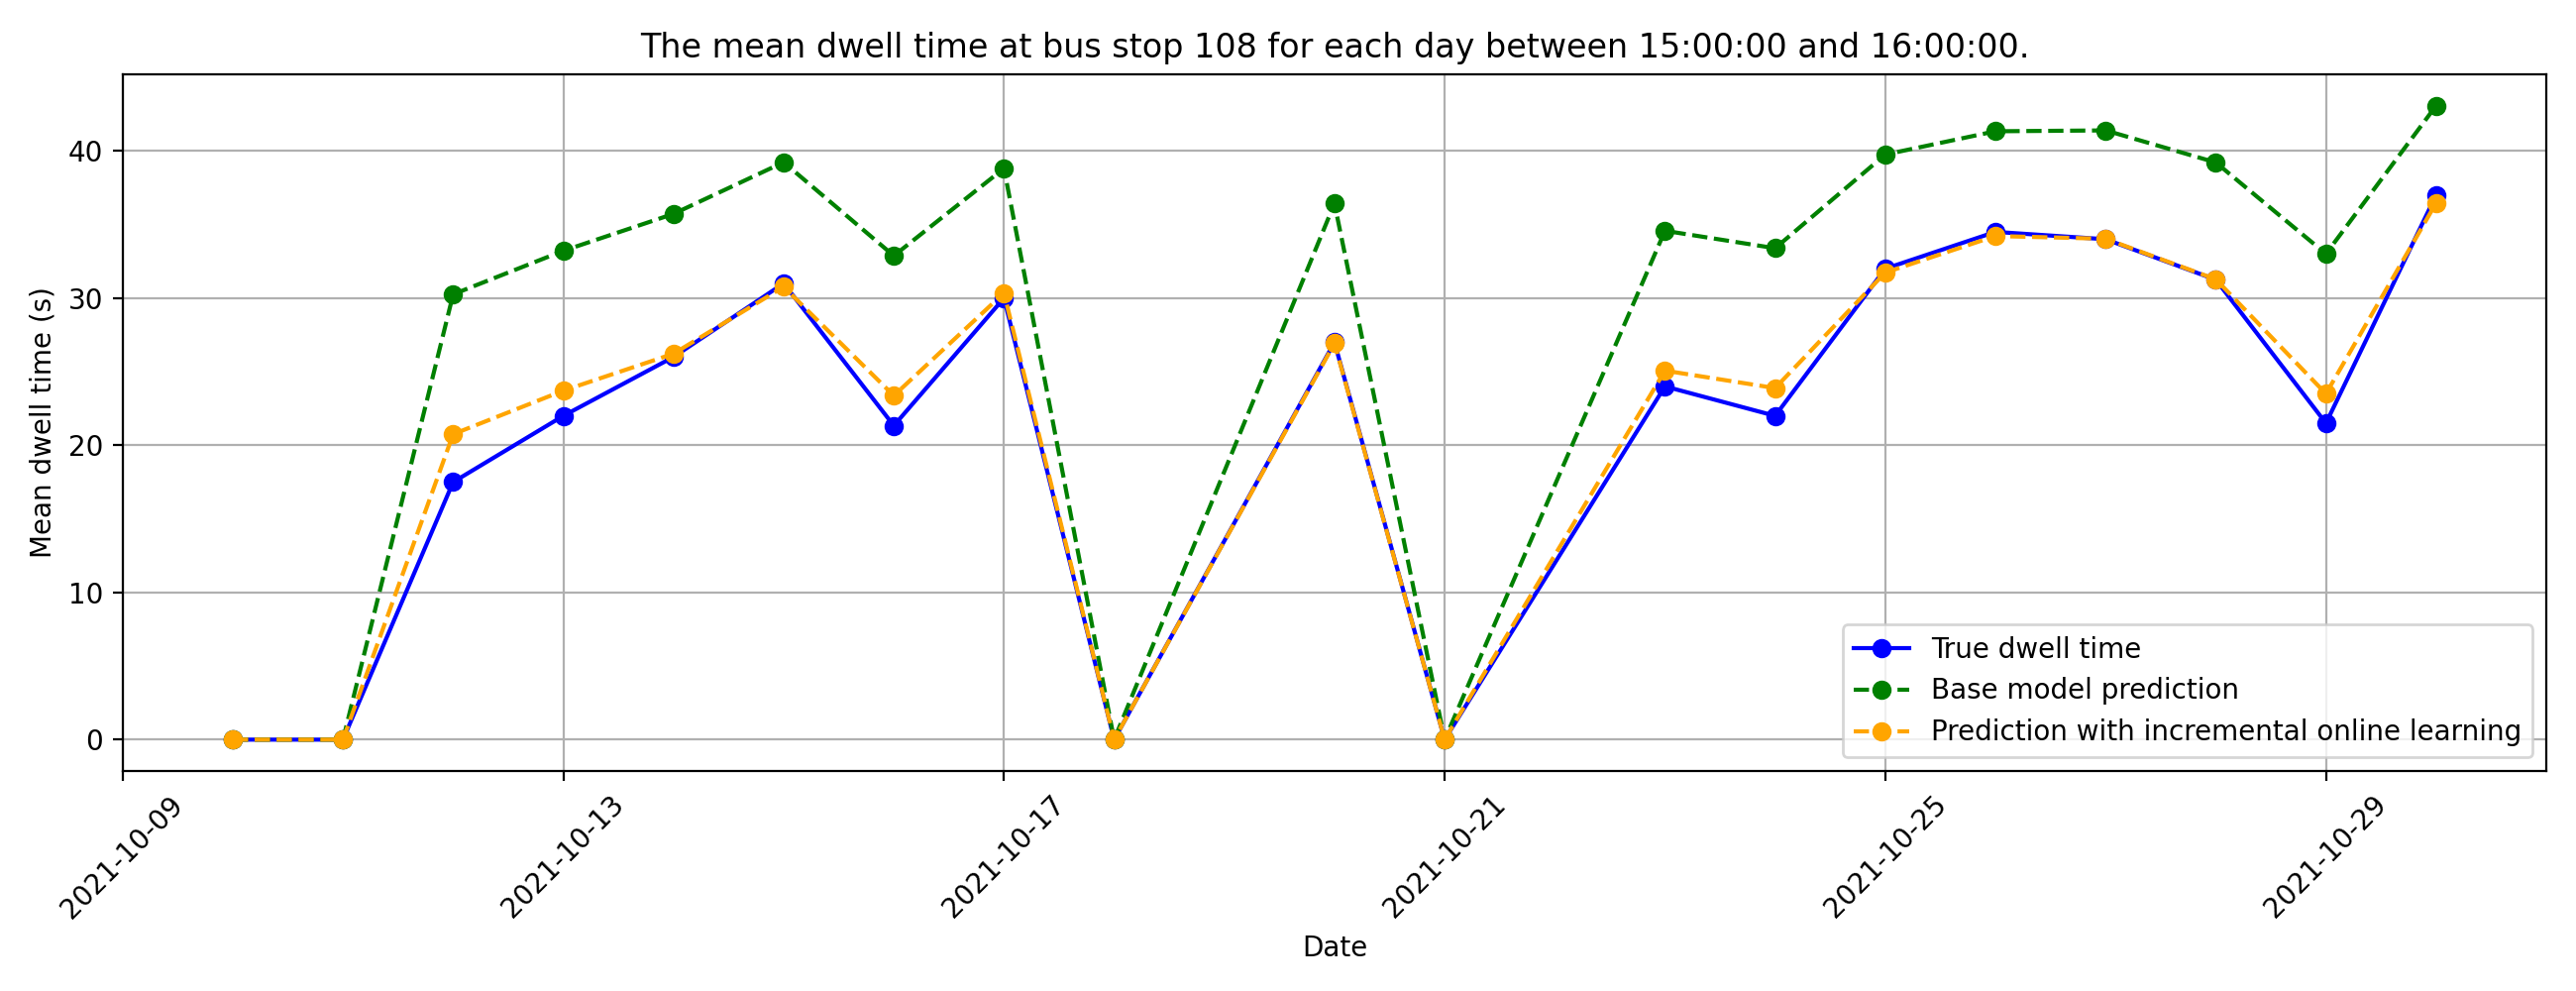 The mean dwell time at bus stop 108 for each day between 15:00:00 and 16:00:00.
Mean dwell time (s)
40
30
20
10
0
True dwell time
Base model prediction
Prediction with incremental online learning
2021-10-09
2021-10-13
2021-10-17
2021-10-21
2021-10-25
2021-10-29
Date